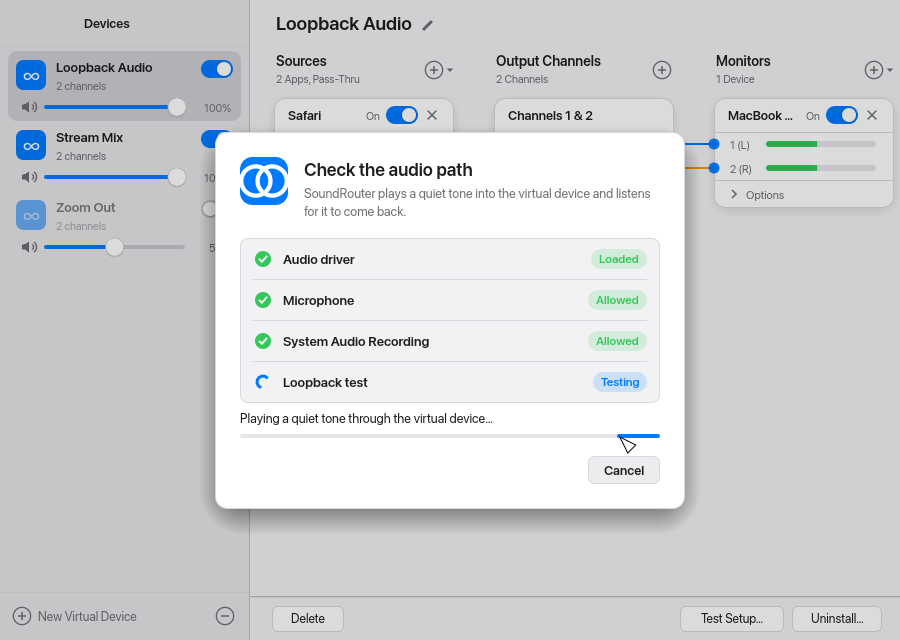 Devices
Loopback Audio
2 channels
100%
Stream Mix
2 channels
10
Zoom Out
2 channels
5
New Virtual Device
Loopback Audio
Sources
2 Apps, Pass-Thru
Output Channels
2 Channels
Monitors
1 Device
Safari
On
Channels 1 & 2
MacBook ...
On
1 (L)
2 (R)
Options
Check the audio path
SoundRouter plays a quiet tone into the virtual device and listens
for it to come back.
Audio driver
Loaded
Microphone
Allowed
System Audio Recording
Allowed
Loopback test
Testing
Playing a quiet tone through the virtual device...
Cancel
Delete
Test Setup...
Uninstall...